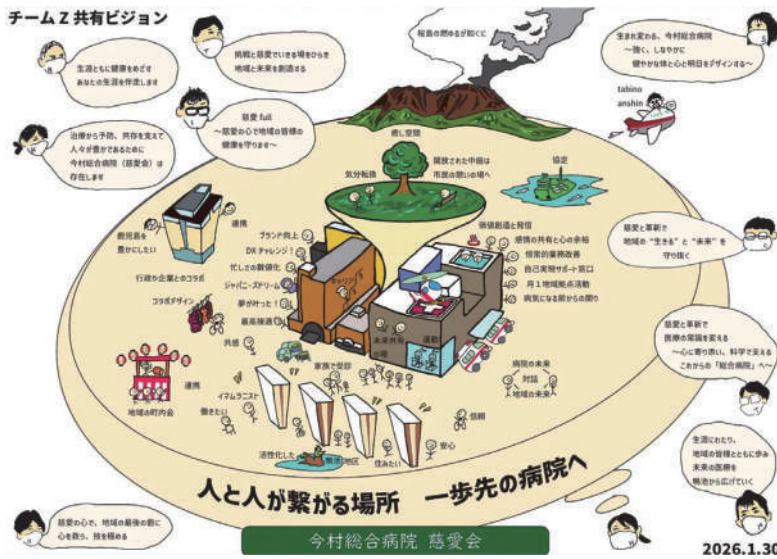 チームZ 共有ビジョン
生涯ともに健康をめざす
あなたの生涯を伴走します
挑戦と慈愛でいきる場をひらき
地域と未来を創造する
桜島の燃ゆるが如くに
生まれ変わる、今村総合病院
～強く、しなやかに
健やかな体と心と明日をデザインする～
tabino
anshin
治療から予防、共存を支えて
人々が豊かであるために
今村総合病院（慈愛会）は
存在します
慈愛 full
～慈愛の心で地域の皆様の
健康を守ります～
癒し空間
気分転換
開放された中庭は
市民の憩いの場へ
協定
鹿児島を
豊かにしたい
連携
行政や企業とのコラボ
コラボデザイン
ブランド向上
DX チャレンジ！
忙しさの数値化
ジャパニーズドリーム
夢が叶った！
最高接遇
キャリア
価値創造と発信
感情の共有と心の余裕
恒常的業務改善
自己実現サポート窓口
月1地域拠点活動
病気になる前からの関り
慈愛と革新で
地域の “生きる” と “未来” を
守り抜く
共感
未来共有
広場
運動
家族で受診
病院の未来
対話
地域の未来
連携
地域の町内会
イマムラニスト
働きたい
信頼
安心
活性化した
鴨池
地区
住みたい
慈愛と革新で
医療の常識を変える
～心に寄り添い、科学で支える
これからの「総合病院」へ～
生涯にわたり、
地域の皆様とともに歩み
未来の医療を
鴨池から広げていく
人と人が繋がる場所 一歩先の病院へ
慈愛の心で、地域の最後の砦に
心を救う、技を極める
今村総合病院 慈愛会
2026.1.30